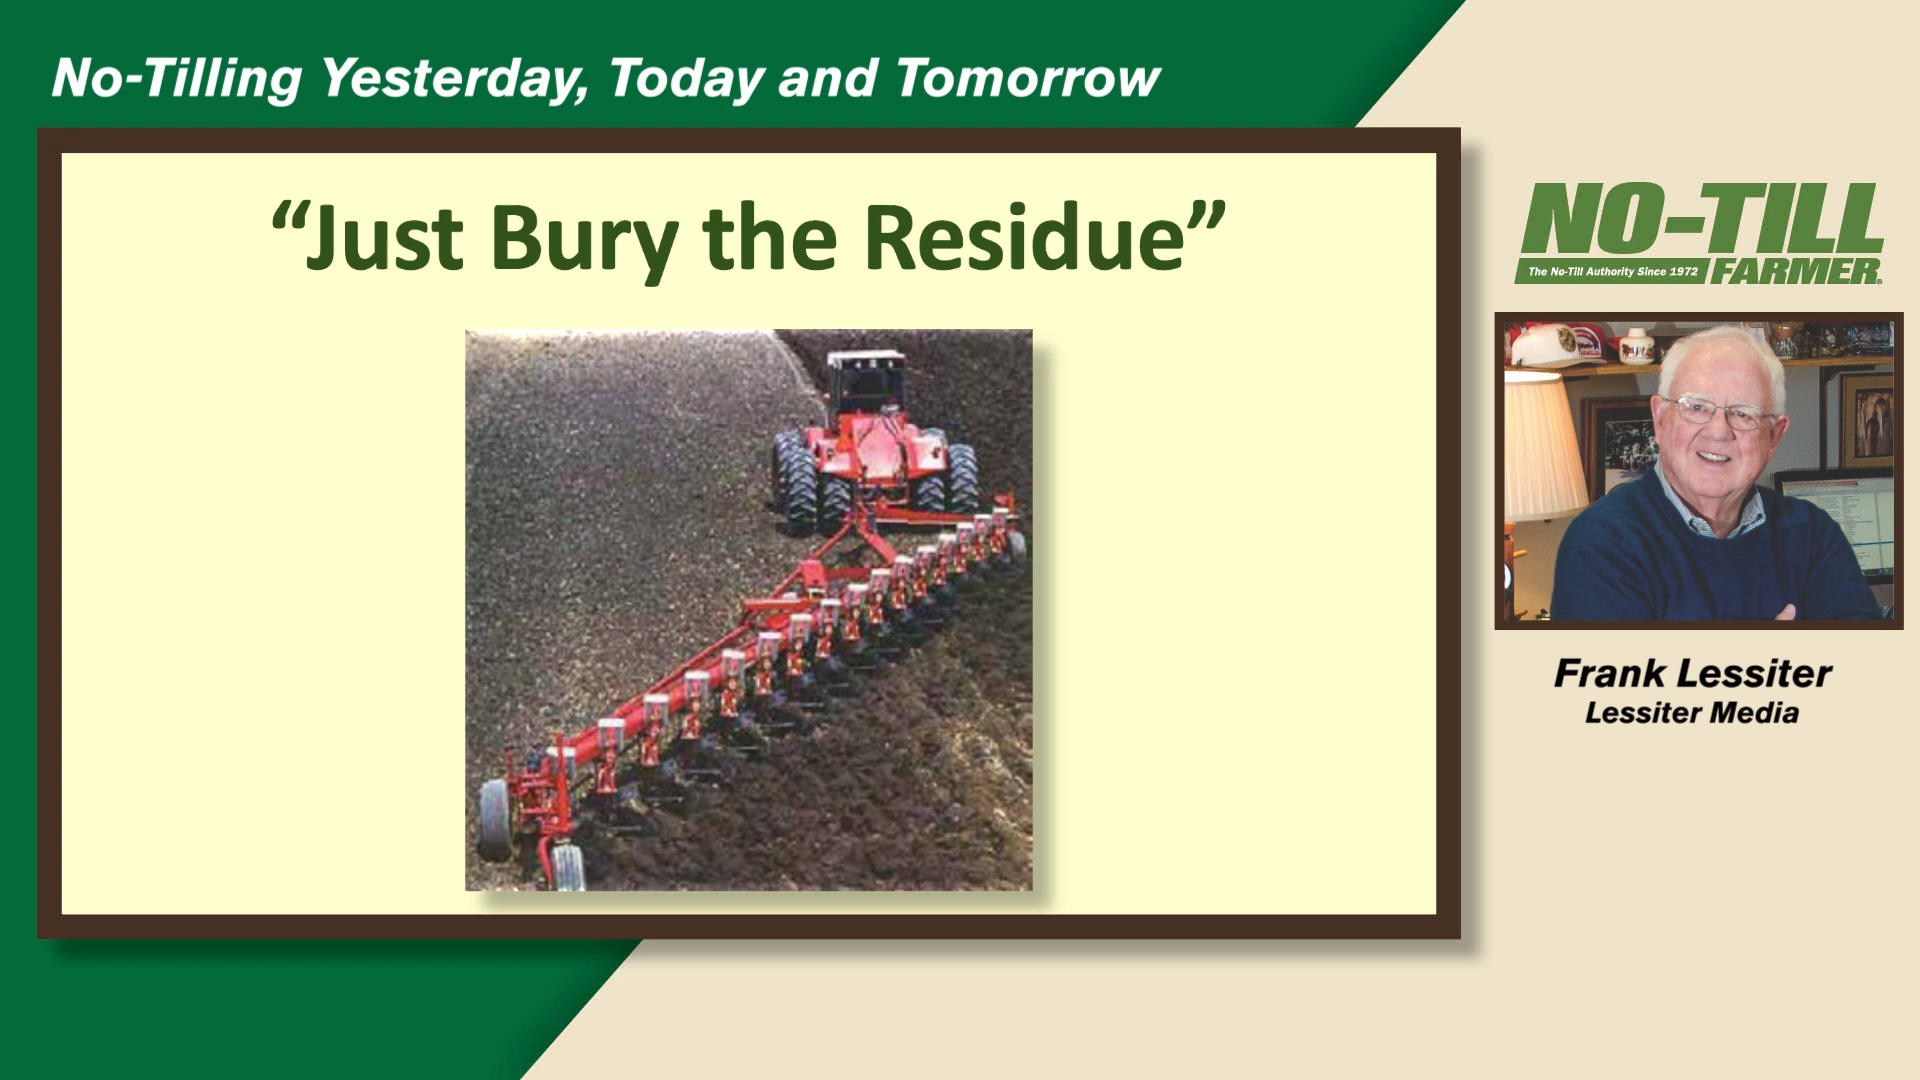 No-Tilling Yesterday, Today and Tomorrow
“Just Bury the Residue”
NO-TILL
The No-Till Authority Since 1972
FARMER®
Frank Lessiter
Lessiter Media